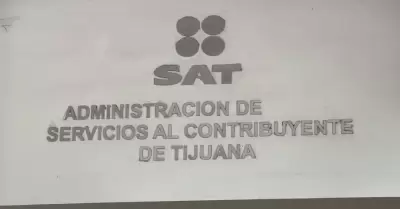 SAT
ADMINISTRACION DE
SERVICIOS AL CONTRIBUYENTE
DE TIJUANA